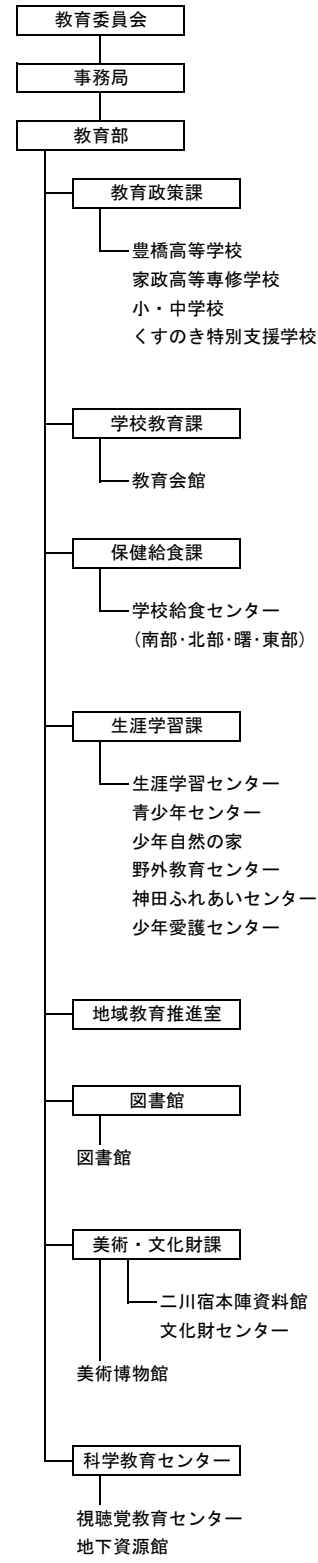 教育委員会
事務局
教育部
教育政策課
豊橋高等学校
家政高等専修学校
小・中学校
くすのき特別支援学校
学校教育課
教育会館
保健給食課
学校給食センター
（南部･北部･曙･東部）
生涯学習課
生涯学習センター
青少年センター
少年自然の家
野外教育センター
神田ふれあいセンター
少年愛護センター
地域教育推進室
図書館
図書館
美術・文化財課
二川宿本陣資料館
文化財センター
美術博物館
科学教育センター
視聴覚教育センター
地下資源館